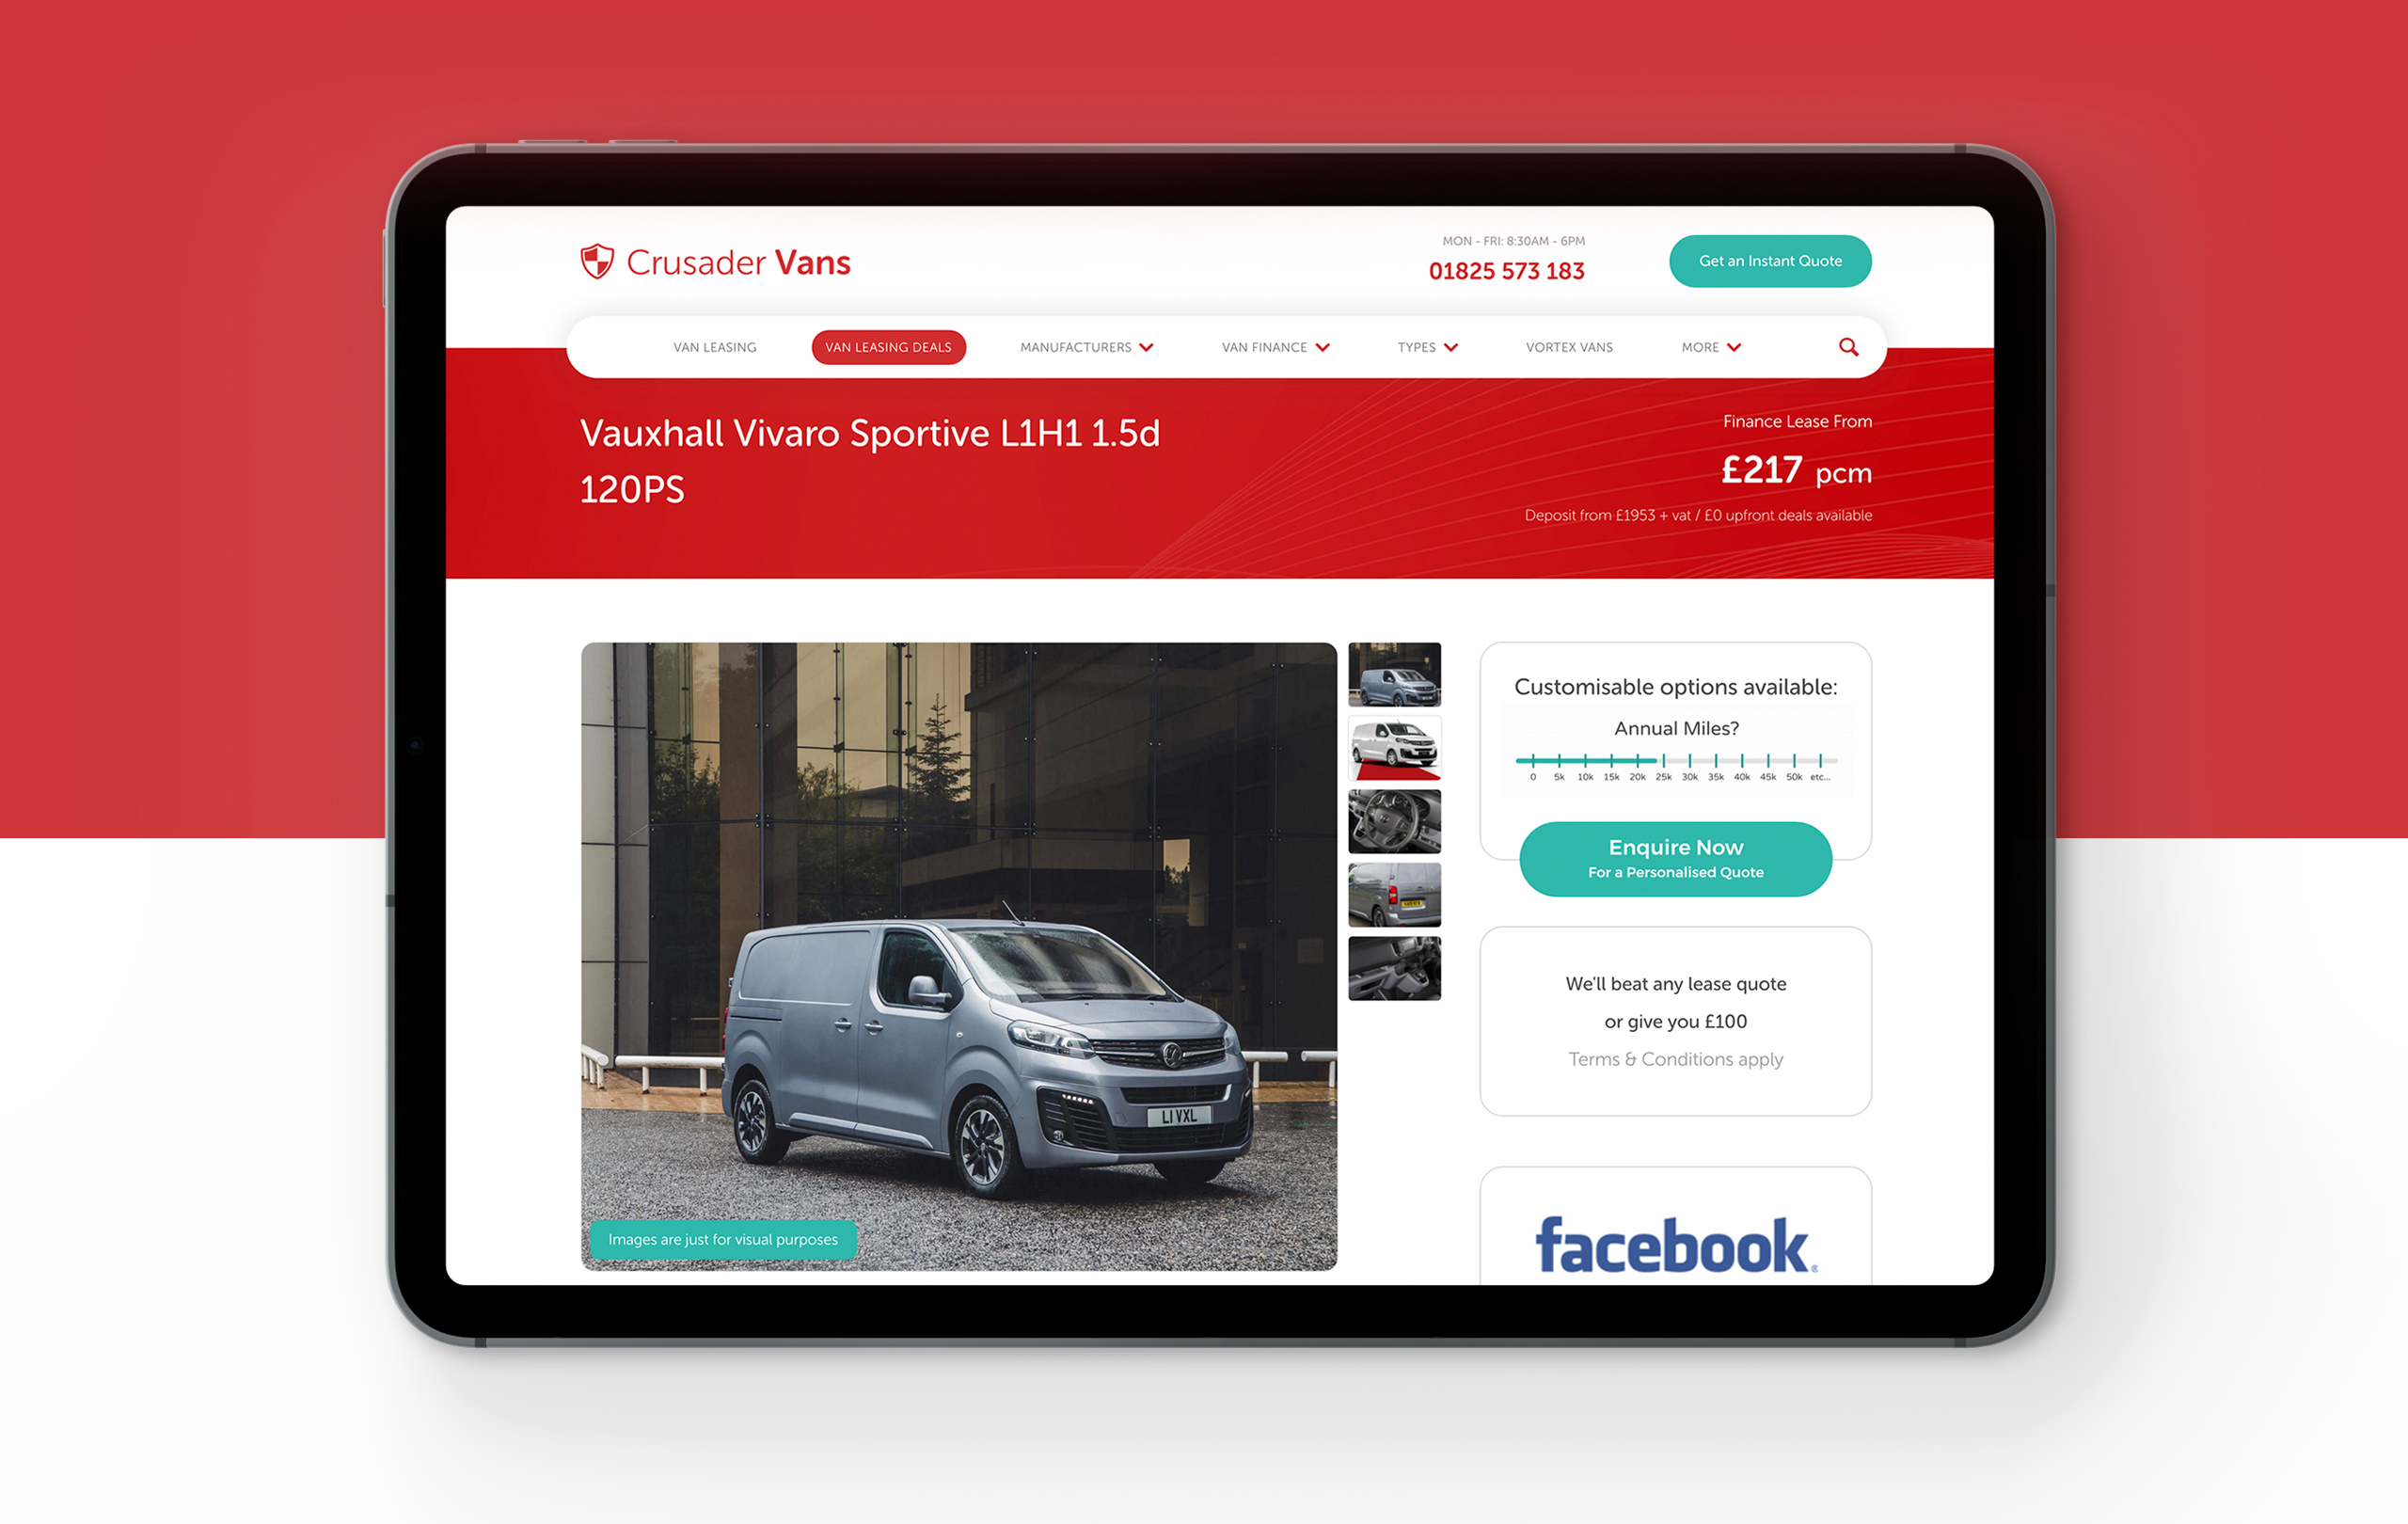 Crusader Vans
MON - FRI: 8:30AM - 6PM
01825 573 183
Get an Instant Quote
VAN LEASING
VAN LEASING DEALS
MANUFACTURERS
VAN FINANCE
TYPES
VORTEX VANS
MORE
Vauxhall Vivaro Sportive L1H1 1.5d
120PS
Finance Lease From
£217 pcm
Deposit from £1953 + vat / £0 upfront deals available
Customisable options available:
Annual Miles?
0 5k 10k 15k 20k 25k 30k 35k 40k 45k 50k etc...
Enquire Now
For a Personalised Quote
We'll beat any lease quote
or give you £100
Terms & Conditions apply
LI VXL
Images are just for visual purposes
facebook®